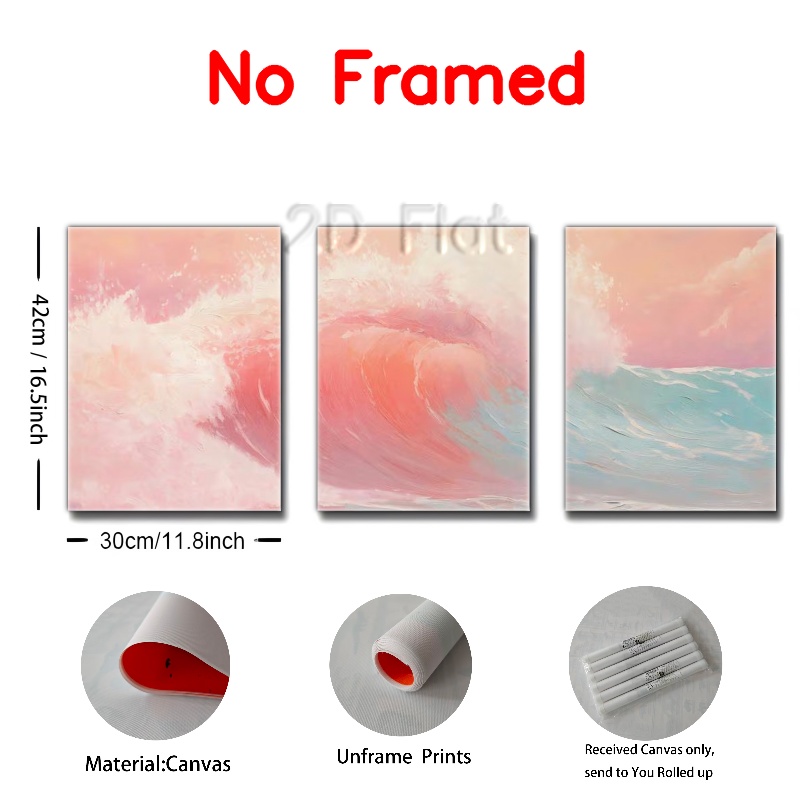 No Framed
2D Flat
42cm / 16.5inch
30cm/11.8inch
Material:Canvas
Unframe Prints
Received Canvas only,
send to You Rolled up